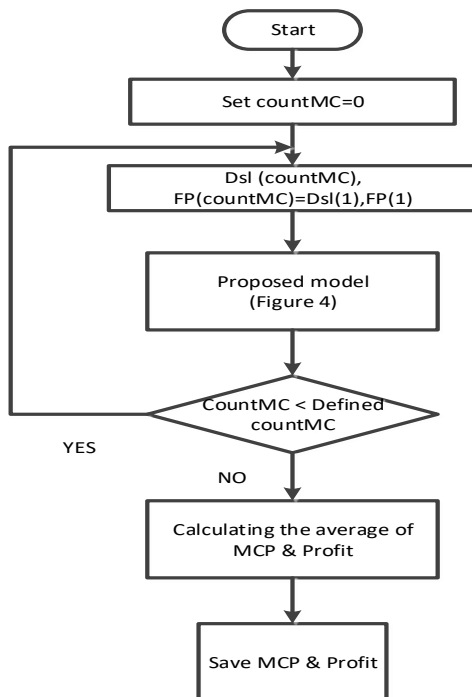 Start
Set countMC=0
Dsl (countMC),
FP(countMC)=Dsl(1),FP(1)
Proposed model
(Figure 4)
CountMC < Defined
countMC
YES
NO
Calculating the average of
MCP & Profit
Save MCP & Profit